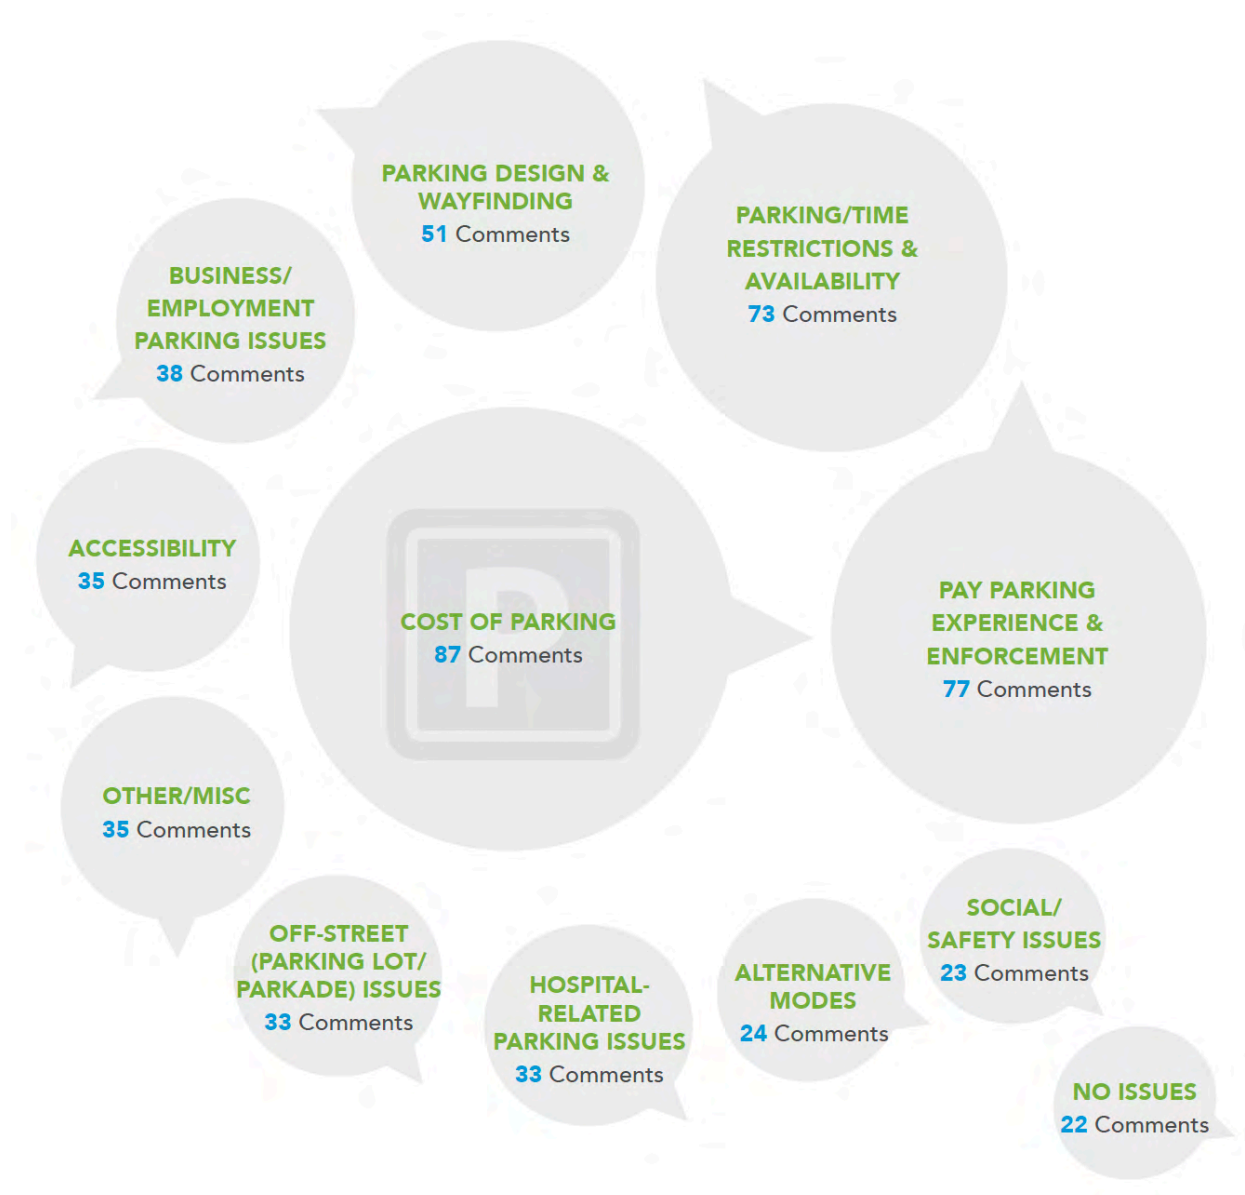 PARKING DESIGN &
WAYFINDING
51 Comments
PARKING/TIME
RESTRICTIONS &
AVAILABILITY
73 Comments
BUSINESS/
EMPLOYMENT
PARKING ISSUES
38 Comments
ACCESSIBILITY
35 Comments
P
COST OF PARKING
87 Comments
PAY PARKING
EXPERIENCE &
ENFORCEMENT
77 Comments
OTHER/MISC
35 Comments
OFF-STREET
(PARKING LOT/
PARKADE) ISSUES
33 Comments
HOSPITAL-
RELATED
PARKING ISSUES
33 Comments
ALTERNATIVE
MODES
24 Comments
SOCIAL/
SAFETY ISSUES
23 Comments
NO ISSUES
22 Comments